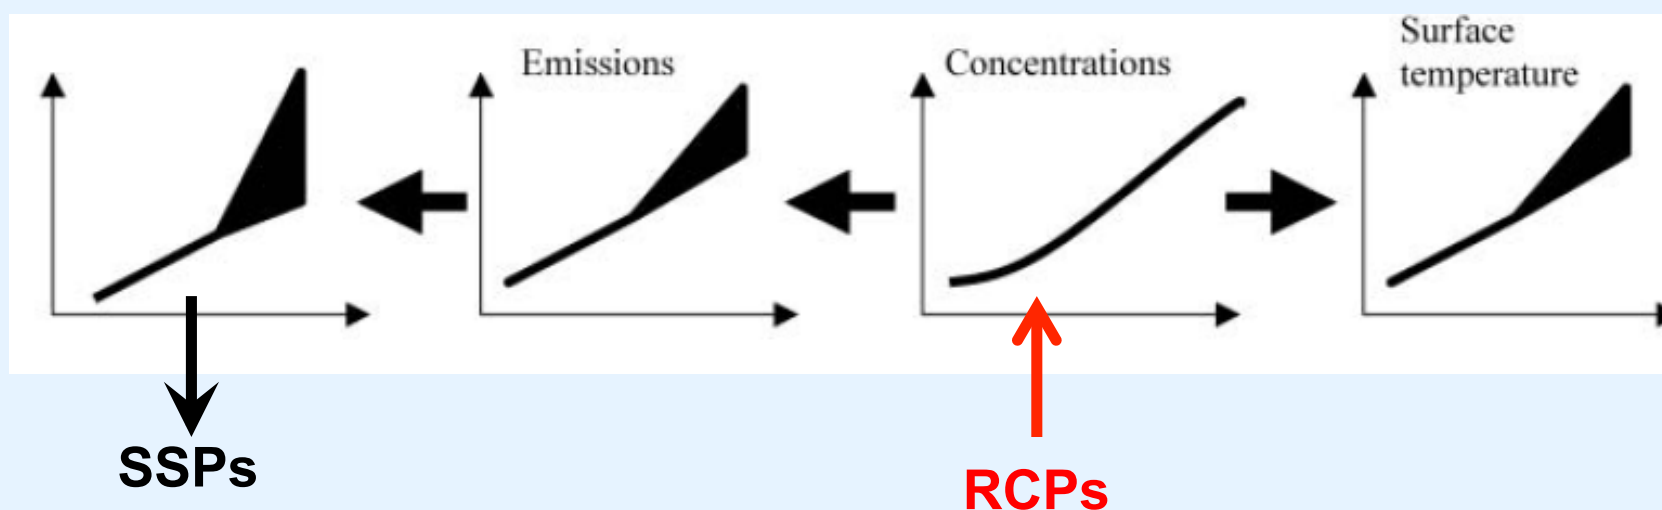 Emissions
Concentrations
Surface
temperature
SSPs
RCPs